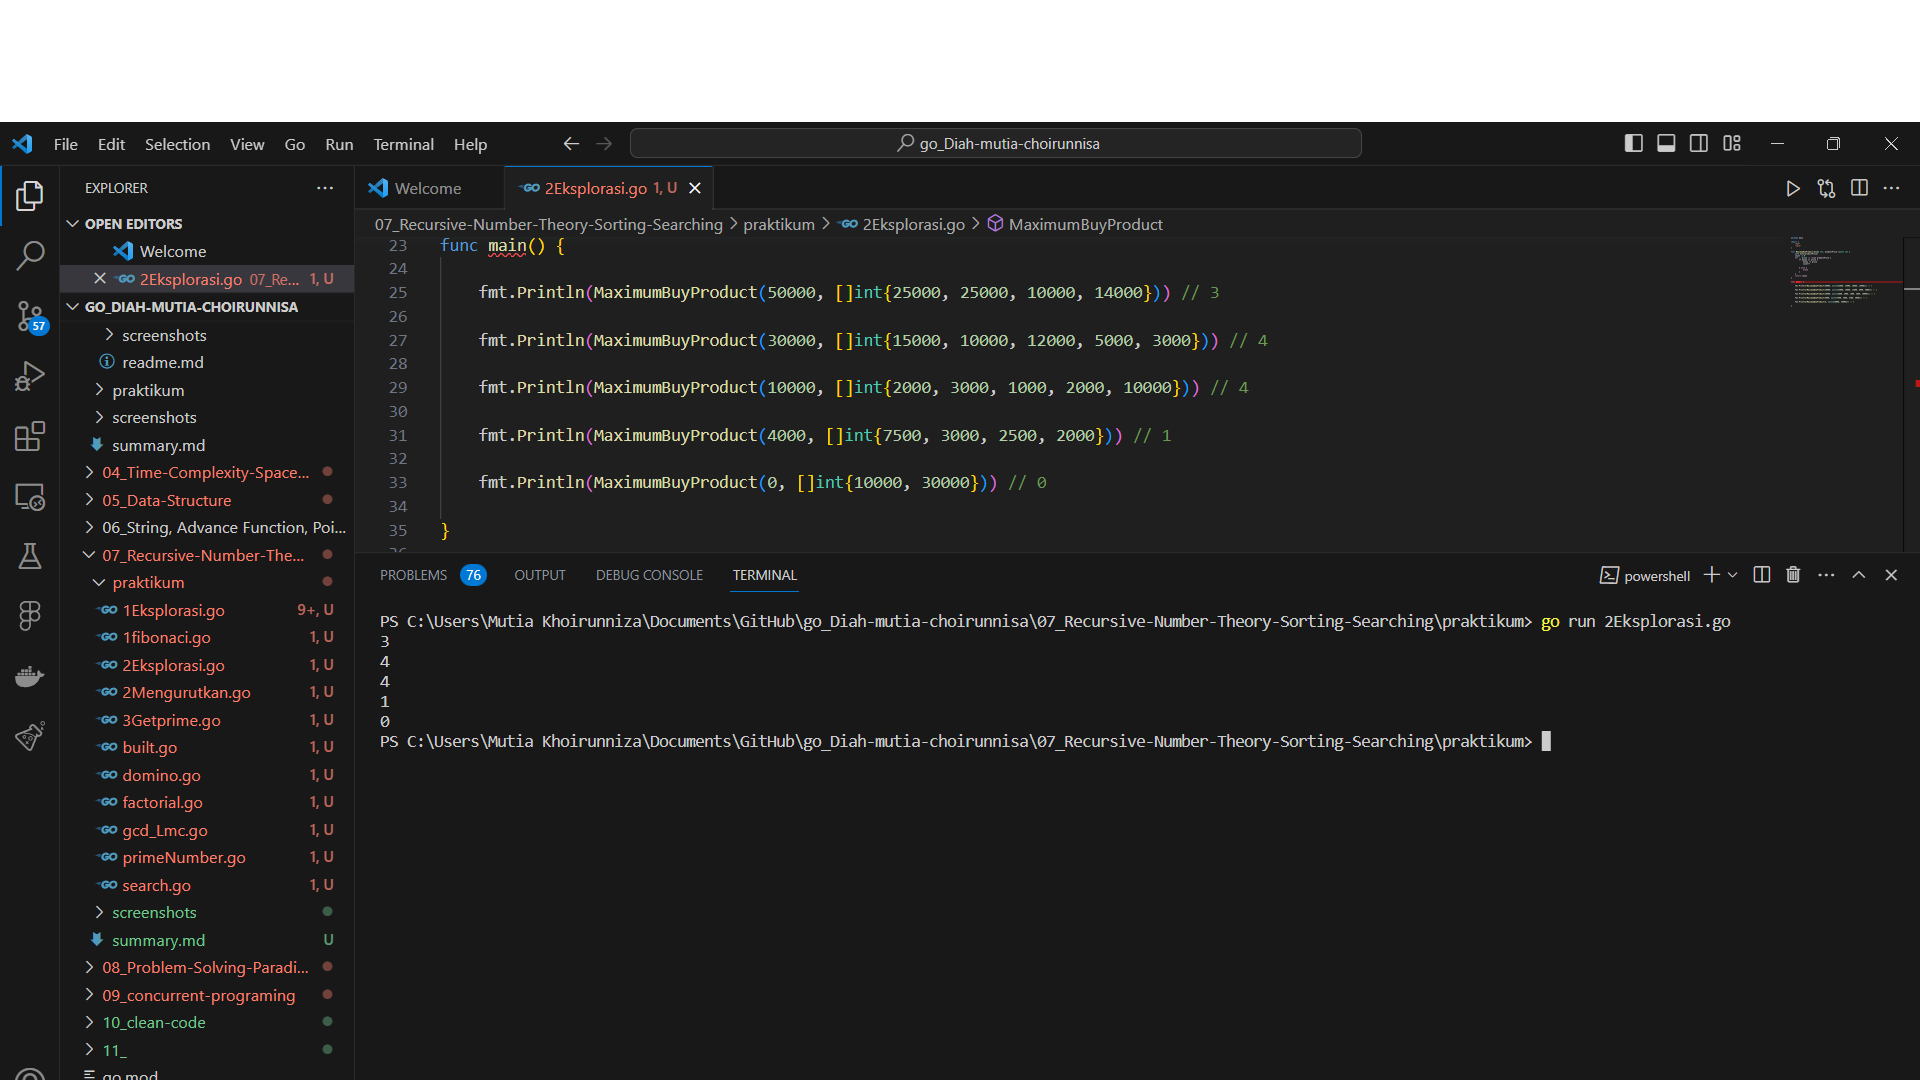 File Edit Selection View Go Run Terminal Help
go_Diah-mutia-choirunnisa
EXPLORER
OPEN EDITORS
Welcome
2Eksplorasi.go 07_Re... 1, U
GO_DIAH-MUTIA-CHOIRUNNISA
screenshots
readme.md
praktikum
screenshots
summary.md
04_Time-Complexity-Space...
05_Data-Structure
06_String, Advance Function, Poi...
07_Recursive-Number-The...
praktikum
1Eksplorasi.go 9+, U
1fibonaci.go 1, U
2Eksplorasi.go 1, U
2Mengurutkan.go 1, U
3Getprime.go 1, U
built.go 1, U
domino.go 1, U
factorial.go 1, U
gcd_Lmc.go 1, U
primeNumber.go 1, U
search.go 1, U
screenshots
summary.md U
08_Problem-Solving-Paradi...
09_concurrent-programing
10_clean-code
11_
go.mod
57
Welcome
2Eksplorasi.go 1, U
07_Recursive-Number-Theory-Sorting-Searching > praktikum > 2Eksplorasi.go > MaximumBuyProduct
23 func main() {
24
25 fmt.Println(MaximumBuyProduct(50000, []int{25000, 25000, 10000, 14000})) // 3
26
27 fmt.Println(MaximumBuyProduct(30000, []int{15000, 10000, 12000, 5000, 3000})) // 4
28
29 fmt.Println(MaximumBuyProduct(10000, []int{2000, 3000, 1000, 2000, 10000})) // 4
30
31 fmt.Println(MaximumBuyProduct(4000, []int{7500, 3000, 2500, 2000})) // 1
32
33 fmt.Println(MaximumBuyProduct(0, []int{10000, 30000})) // 0
34
35 }
PROBLEMS 76 OUTPUT DEBUG CONSOLE TERMINAL
powershell
PS C:\Users\Mutia Khoirunniza\Documents\GitHub\go_Diah-mutia-choirunnisa\07_Recursive-Number-Theory-Sorting-Searching\praktikum> go run 2Eksplorasi.go
3
4
4
1
0
PS C:\Users\Mutia Khoirunniza\Documents\GitHub\go_Diah-mutia-choirunnisa\07_Recursive-Number-Theory-Sorting-Searching\praktikum>